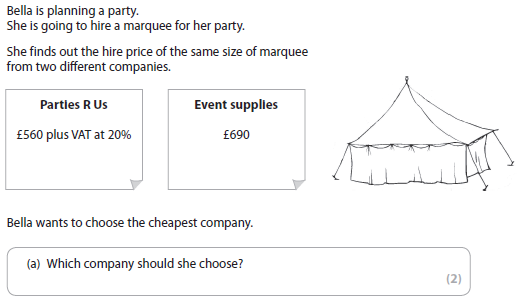 Bella is planning a party.
She is going to hire a marquee for her party.
She finds out the hire price of the same size of marquee
from two different companies.
Parties R Us
£560 plus VAT at 20%
Event supplies
£690
Bella wants to choose the cheapest company.
(a) Which company should she choose?
(2)